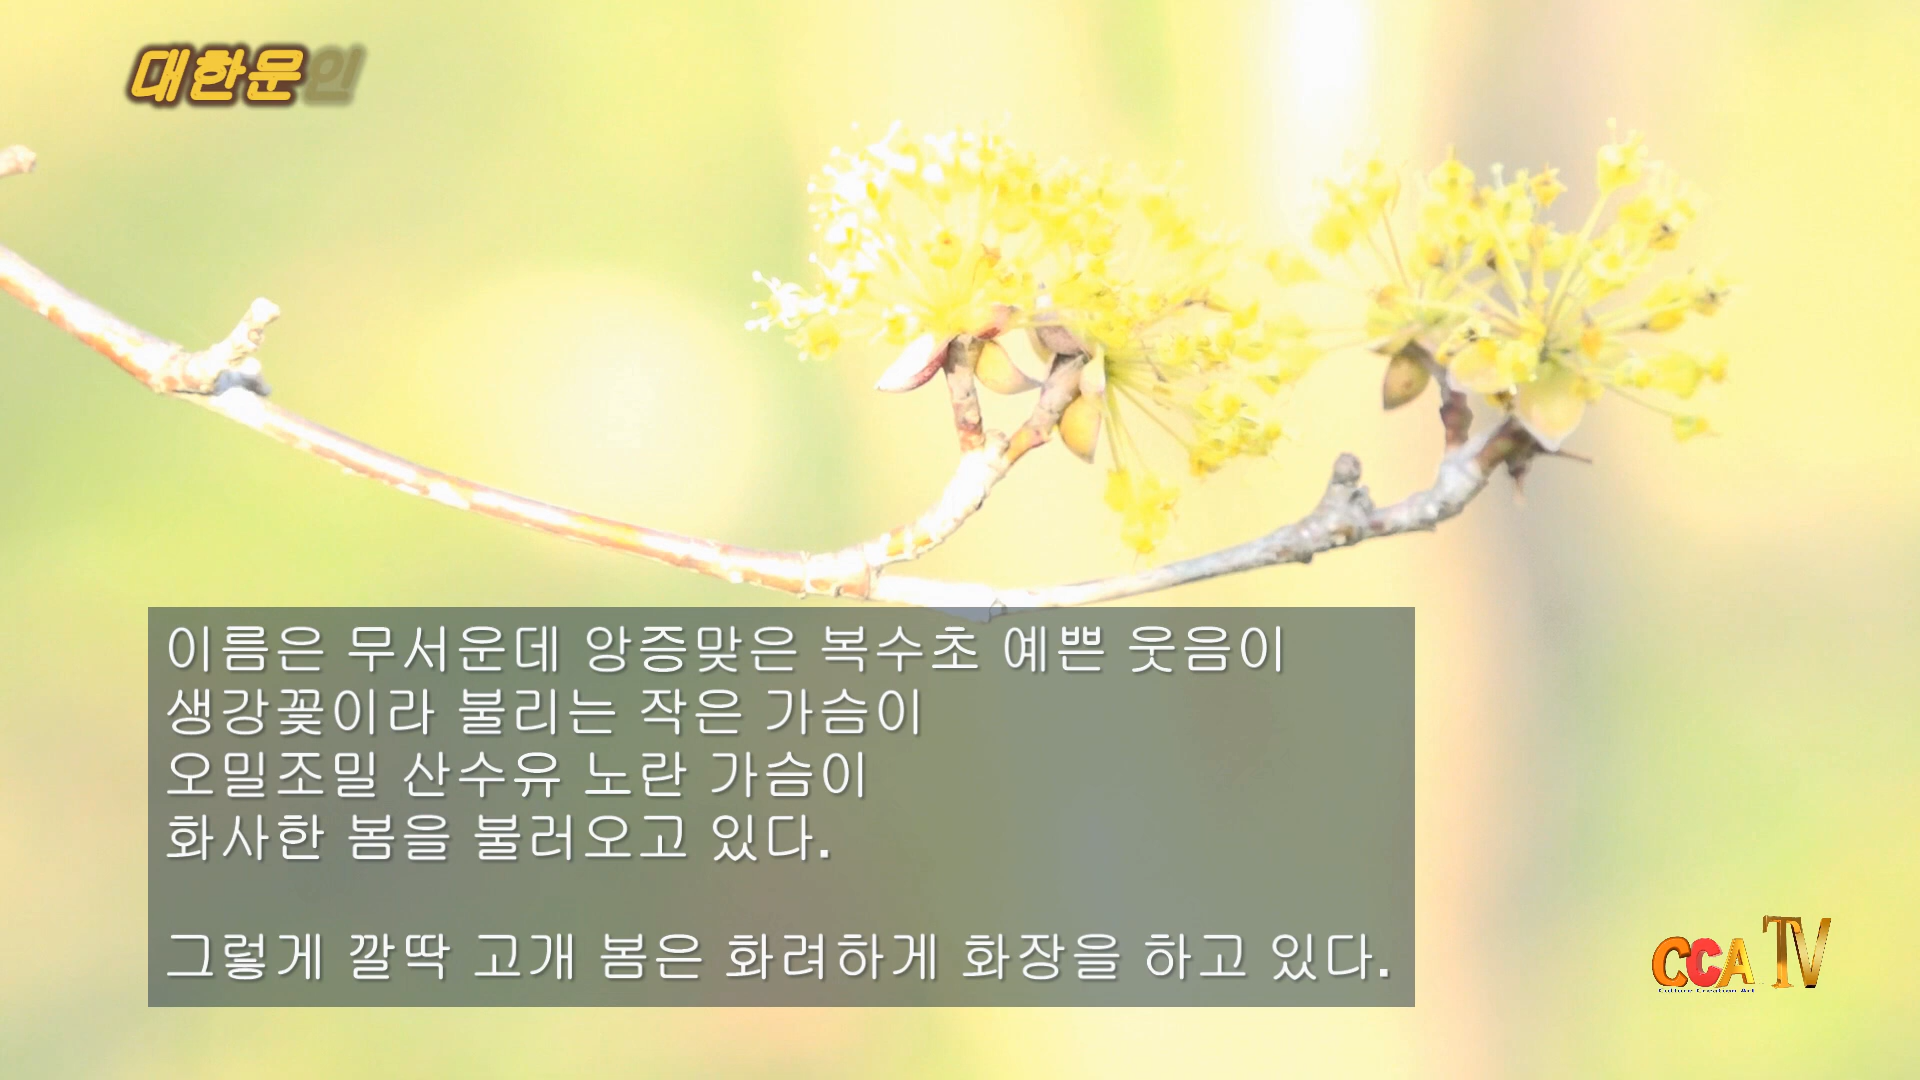 대한문인
이름은 무서운데 앙증맞은 복수초 예쁜 웃음이
생강꽃이라 불리는 작은 가슴이
오밀조밀 산수유 노란 가슴이
화사한 봄을 불러오고 있다.
그렇게 깔딱 고개 봄은 화려하게 화장을 하고 있다.
CCA TV
Culture Creation Art